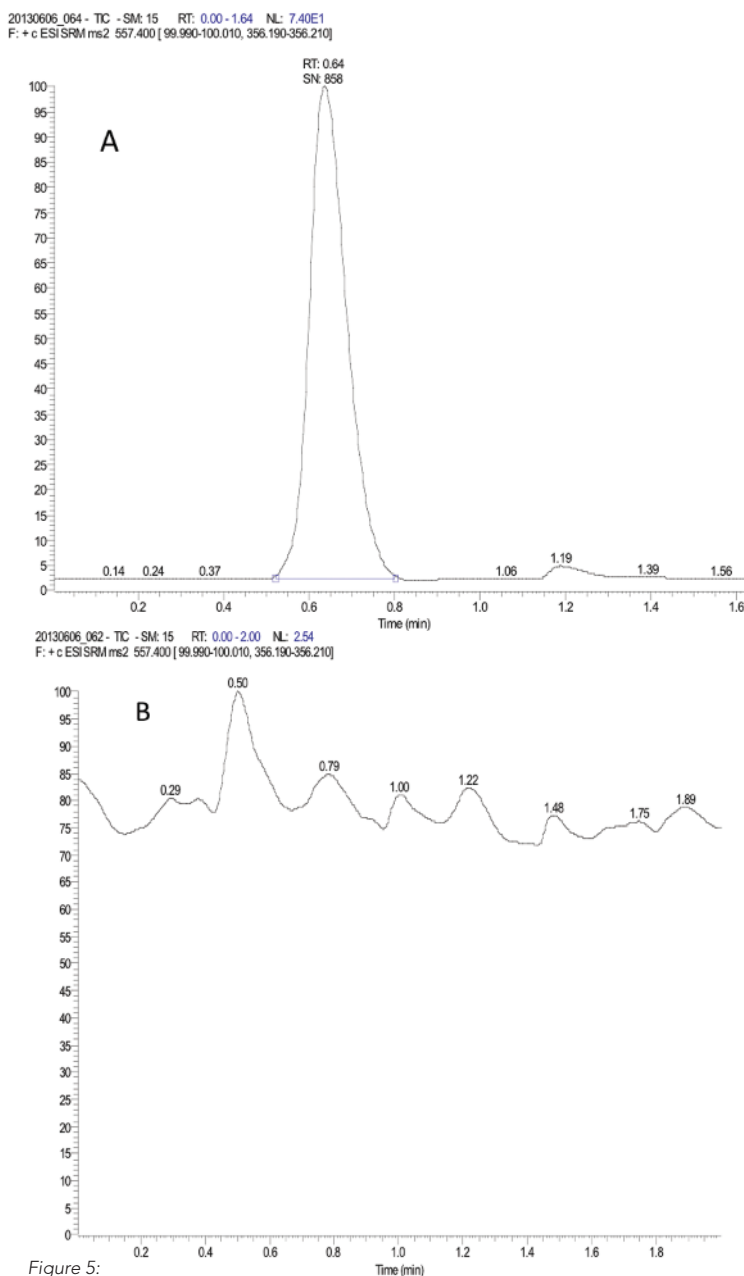 20130606_064 - TIC - SM: 15 RT: 0.00 - 1.64 NL: 7.40E1
F: + c ESI SRM ms2 557.400 [ 99.990-100.010, 356.190-356.210]
RT: 0.64
SN: 858
A
100
95
90
85
80
75
70
65
60
55
50
45
40
35
30
25
20
15
10
5
0
0.14 0.24 0.37 1.06 1.19 1.39 1.56
0.2 0.4 0.6 0.8 1.0 1.2 1.4 1.6
Time (min)
20130606_062 - TIC - SM: 15 RT: 0.00 - 2.00 NL: 2.54
F: + c ESI SRM ms2 557.400 [ 99.990-100.010, 356.190-356.210]
B
100
95
90
85
80
75
70
65
60
55
50
45
40
35
30
25
20
15
10
5
0
0.29 0.50 0.79 1.00 1.22 1.48 1.75 1.89
0.2 0.4 0.6 0.8 1.0 1.2 1.4 1.6 1.8
Time (min)
Figure 5: